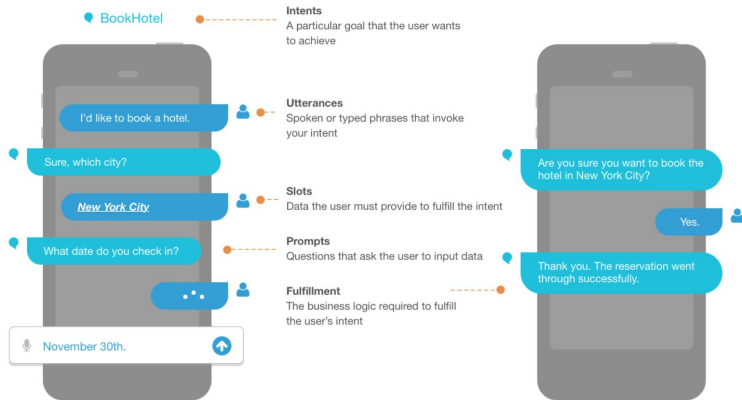 BookHotel
Intents
A particular goal that the user wants
to achieve
I'd like to book a hotel.
Utterances
Spoken or typed phrases that invoke
your intent
Sure, which city?
New York City
Slots
Data the user must provide to fulfill the intent
What date do you check in?
Prompts
Questions that ask the user to input data
Fulfillment
The business logic required to fulfill
the user's intent
November 30th.
Are you sure you want to book the
hotel in New York City?
Yes.
Thank you. The reservation went
through successfully.